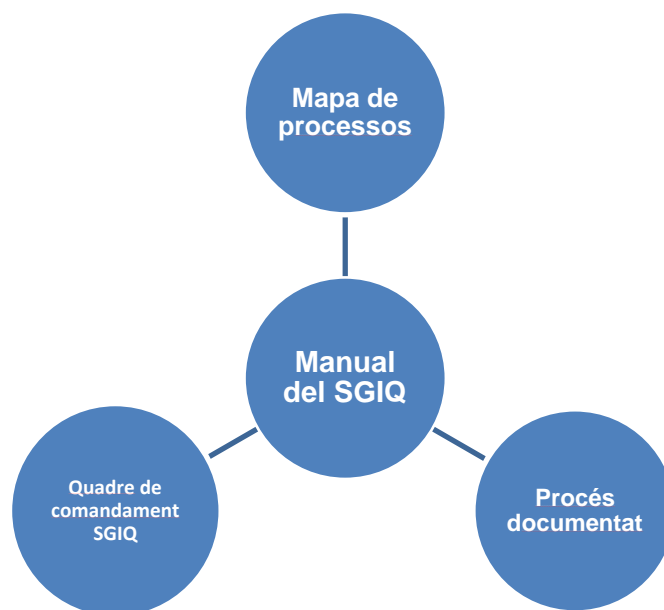 Mapa de
processos
Manual
del SGIQ
Quadre de
comandament
SGIQ
Procés
documentat